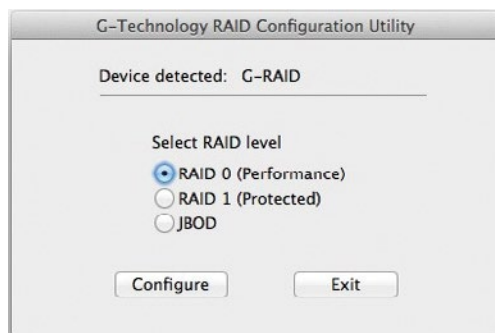 G-Technology RAID Configuration Utility
Device detected: G-RAID
Select RAID level
RAID 0 (Performance)
RAID 1 (Protected)
JBOD
Configure Exit